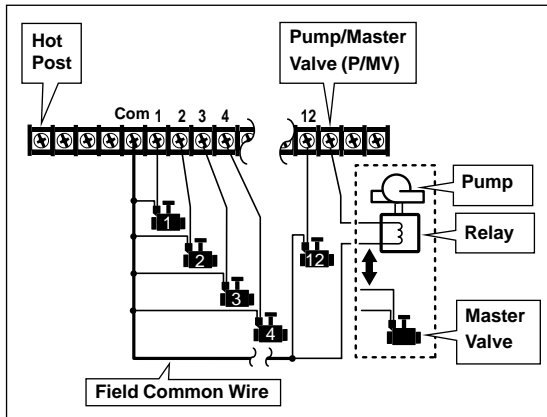 Hot
Post
Pump/Master
Valve (P/MV)
Com 1 2 3 4 12
Pump
Relay
1
2
12
3
4
Master
Valve
Field Common Wire